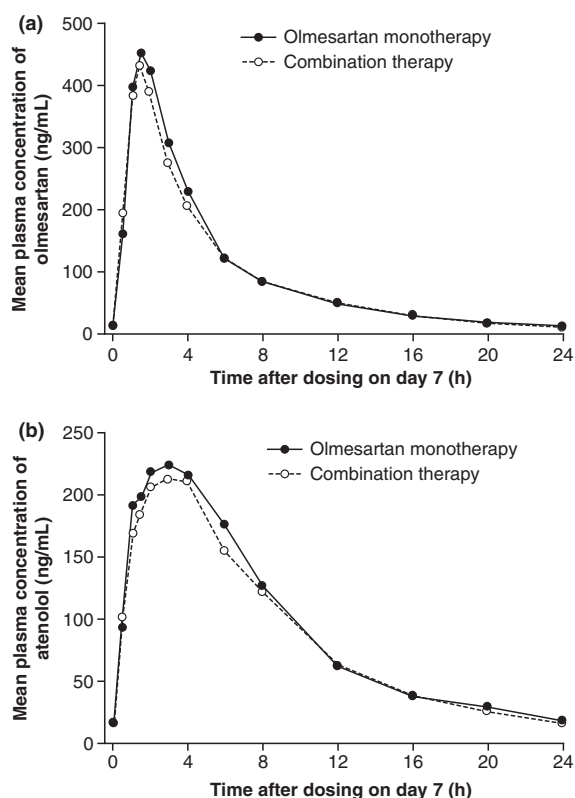 (a)
500
400
300
200
100
0
Mean plasma concentration of
olmesartan (ng/mL)
Olmesartan monotherapy
Combination therapy
0 4 8 12 16 20 24
Time after dosing on day 7 (h)
(b)
250
200
150
100
50
0
Mean plasma concentration of
atenolol (ng/mL)
Olmesartan monotherapy
Combination therapy
0 4 8 12 16 20 24
Time after dosing on day 7 (h)